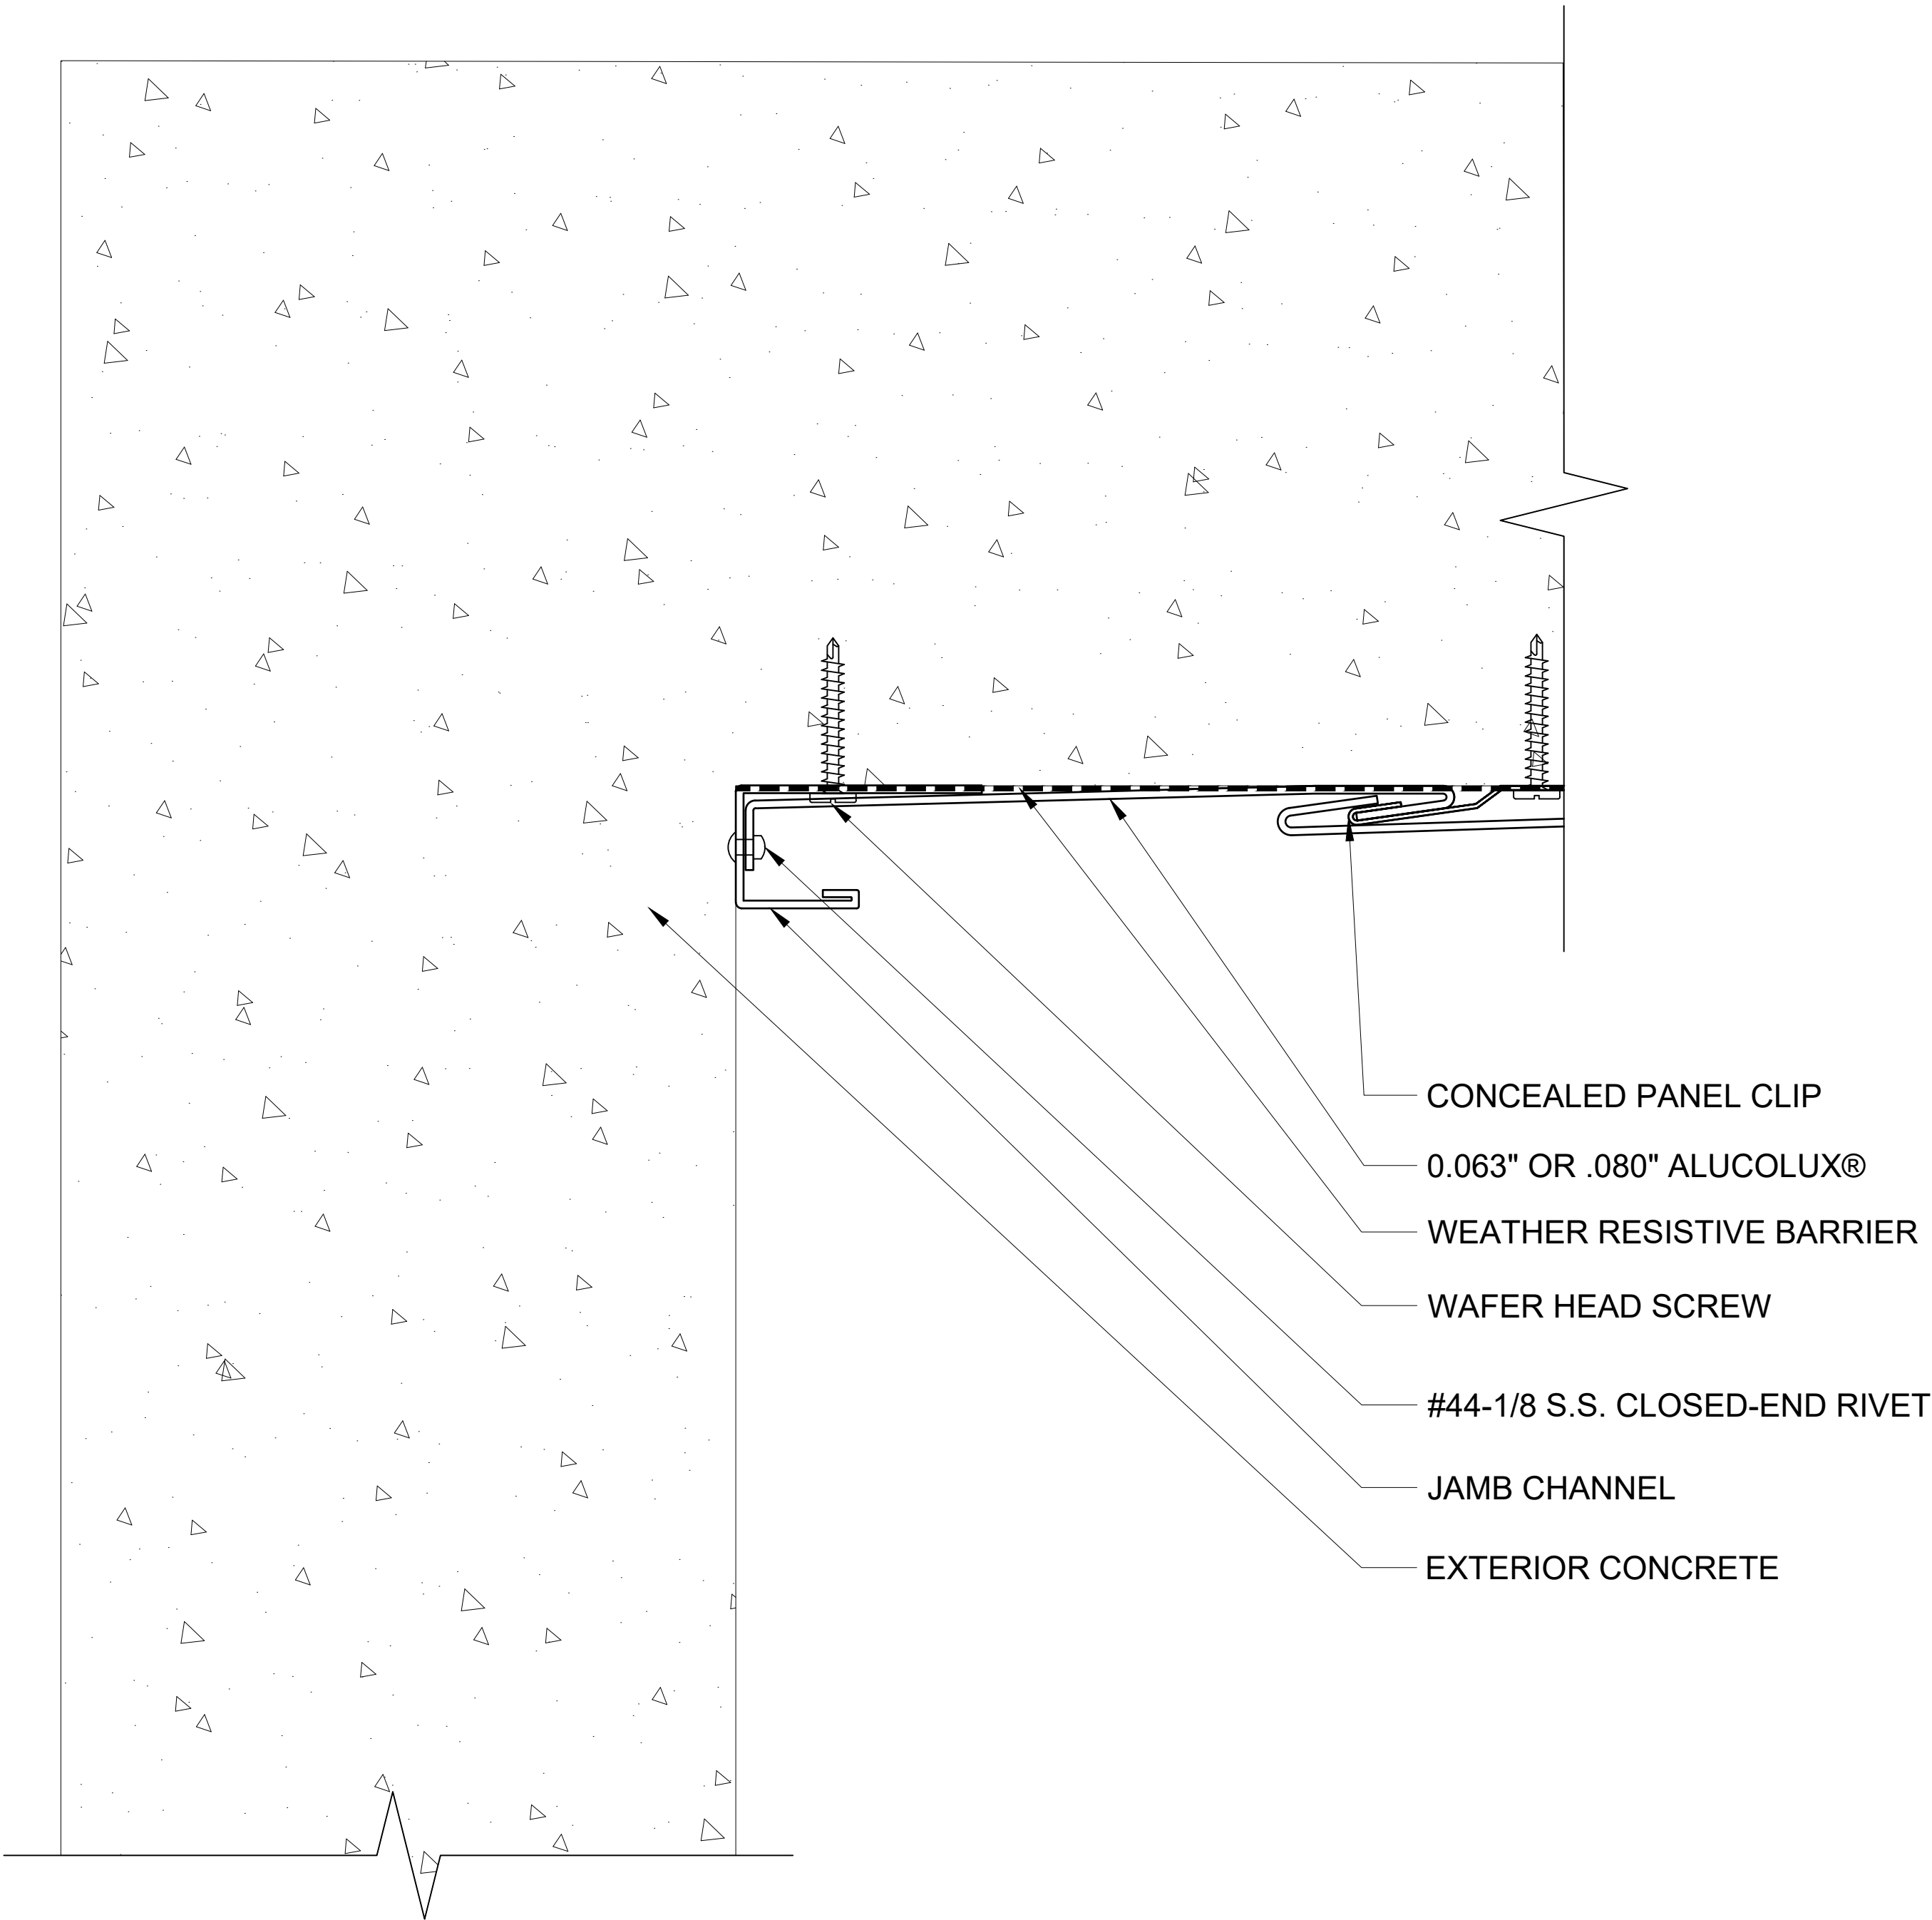 CONCEALED PANEL CLIP
0.063" OR .080" ALUCOLUX®
WEATHER RESISTIVE BARRIER
WAFER HEAD SCREW
#44-1/8 S.S. CLOSED-END RIVET
JAMB CHANNEL
EXTERIOR CONCRETE